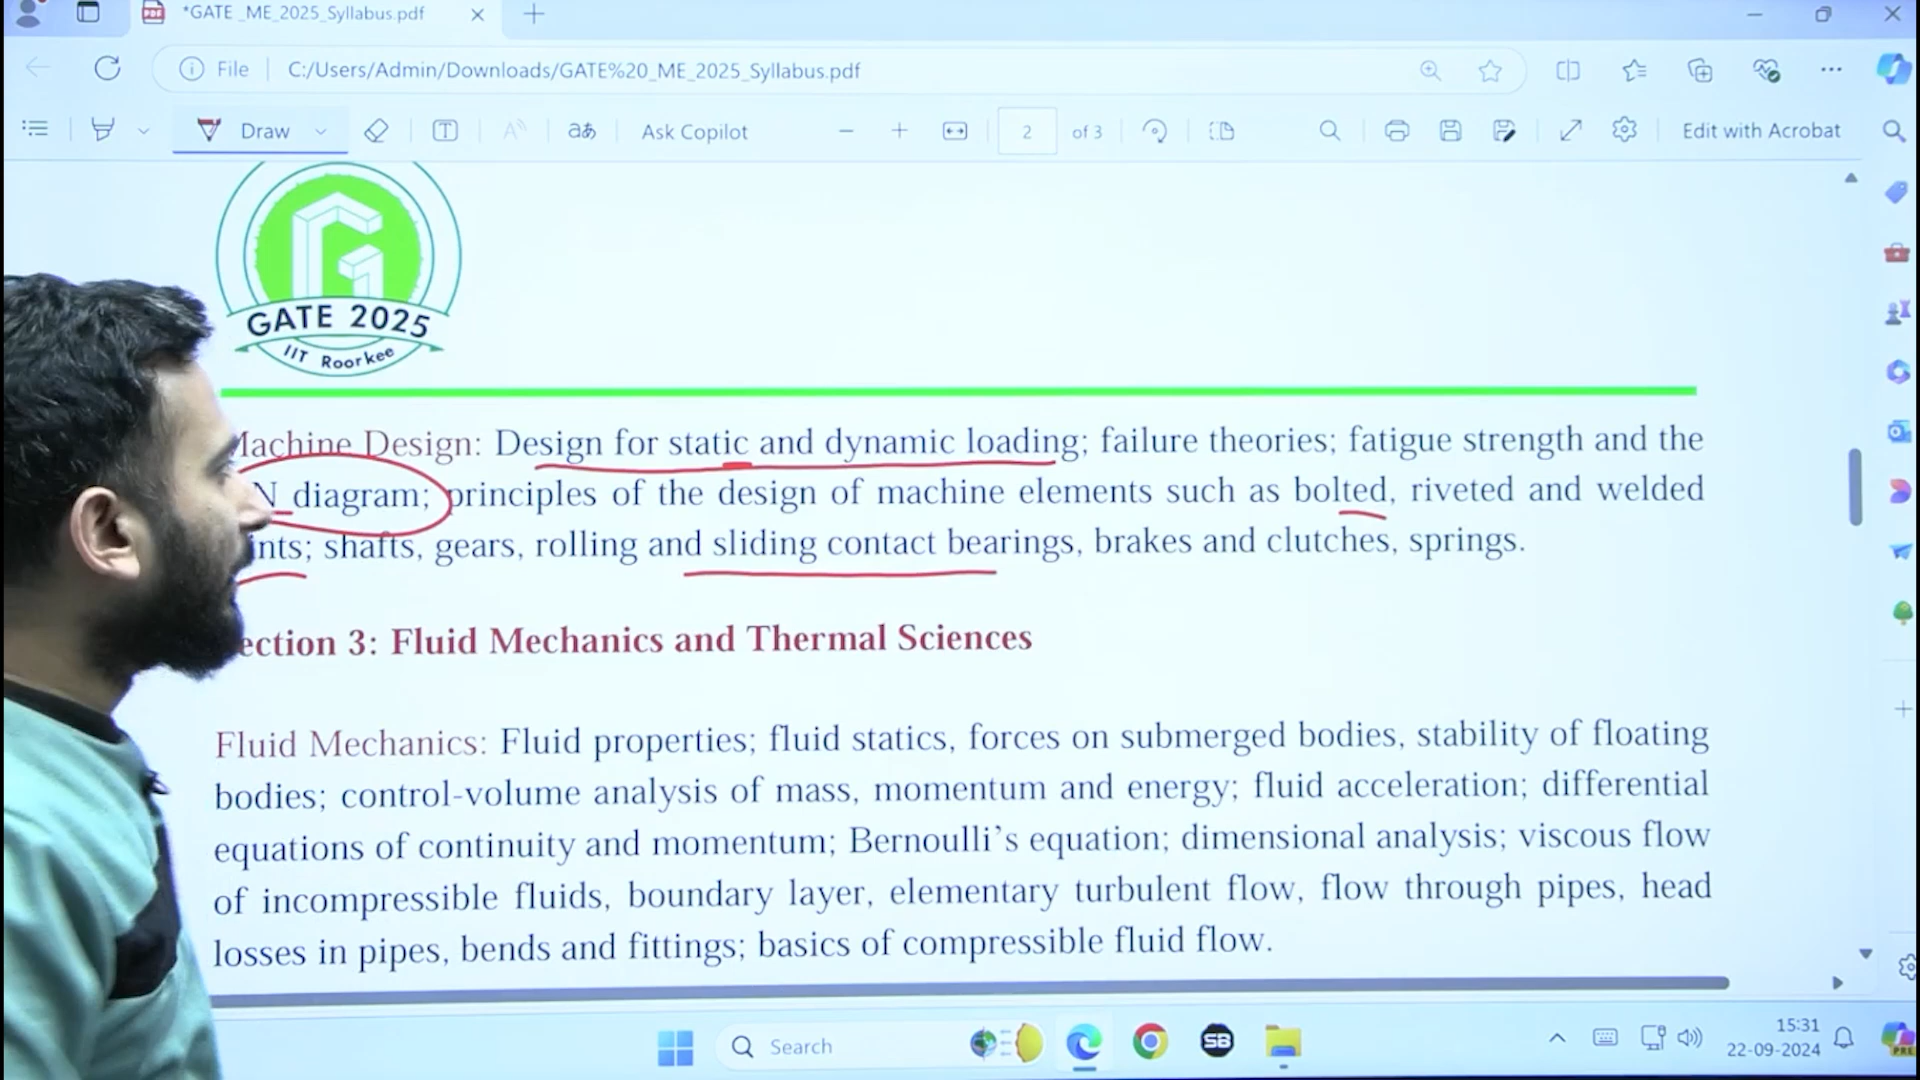 *GATE _ME_2025_Syllabus.pdf
File C:/Users/Admin/Downloads/GATE%20_ME_2025_Syllabus.pdf
Draw aあ Ask Copilot 2 of 3 Edit with Acrobat
GATE 2025
IIT Roorkee
Machine Design: Design for static and dynamic loading; failure theories; fatigue strength and the
N diagram; principles of the design of machine elements such as bolted, riveted and welded
ints; shafts, gears, rolling and sliding contact bearings, brakes and clutches, springs.
ection 3: Fluid Mechanics and Thermal Sciences
Fluid Mechanics: Fluid properties; fluid statics, forces on submerged bodies, stability of floating
bodies; control-volume analysis of mass, momentum and energy; fluid acceleration; differential
equations of continuity and momentum; Bernoulli's equation; dimensional analysis; viscous flow
of incompressible fluids, boundary layer, elementary turbulent flow, flow through pipes, head
losses in pipes, bends and fittings; basics of compressible fluid flow.
Search SB 15:31
22-09-2024
PRE